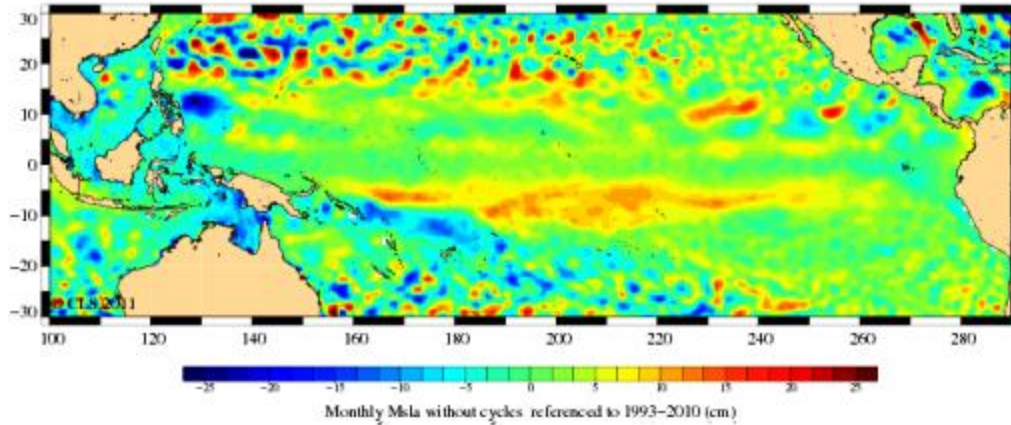 30
20
10
0
−10
−20
−30
© CLS 2011
100 120 140 160 180 200 220 240 260 280
−25 −20 −15 −10 −5 0 5 10 15 20 25
Monthly Msla without cycles referenced to 1993−2010 (cm)